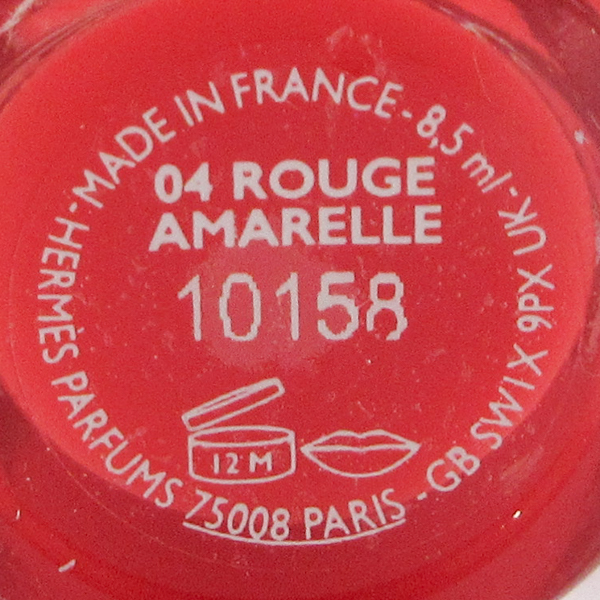 HERMÈS PARFUMS 75008 PARIS - GB SW1X 9PX UK - MADE IN FRANCE - 8,5 ml -
04 ROUGE
AMARELLE
10158
12 M